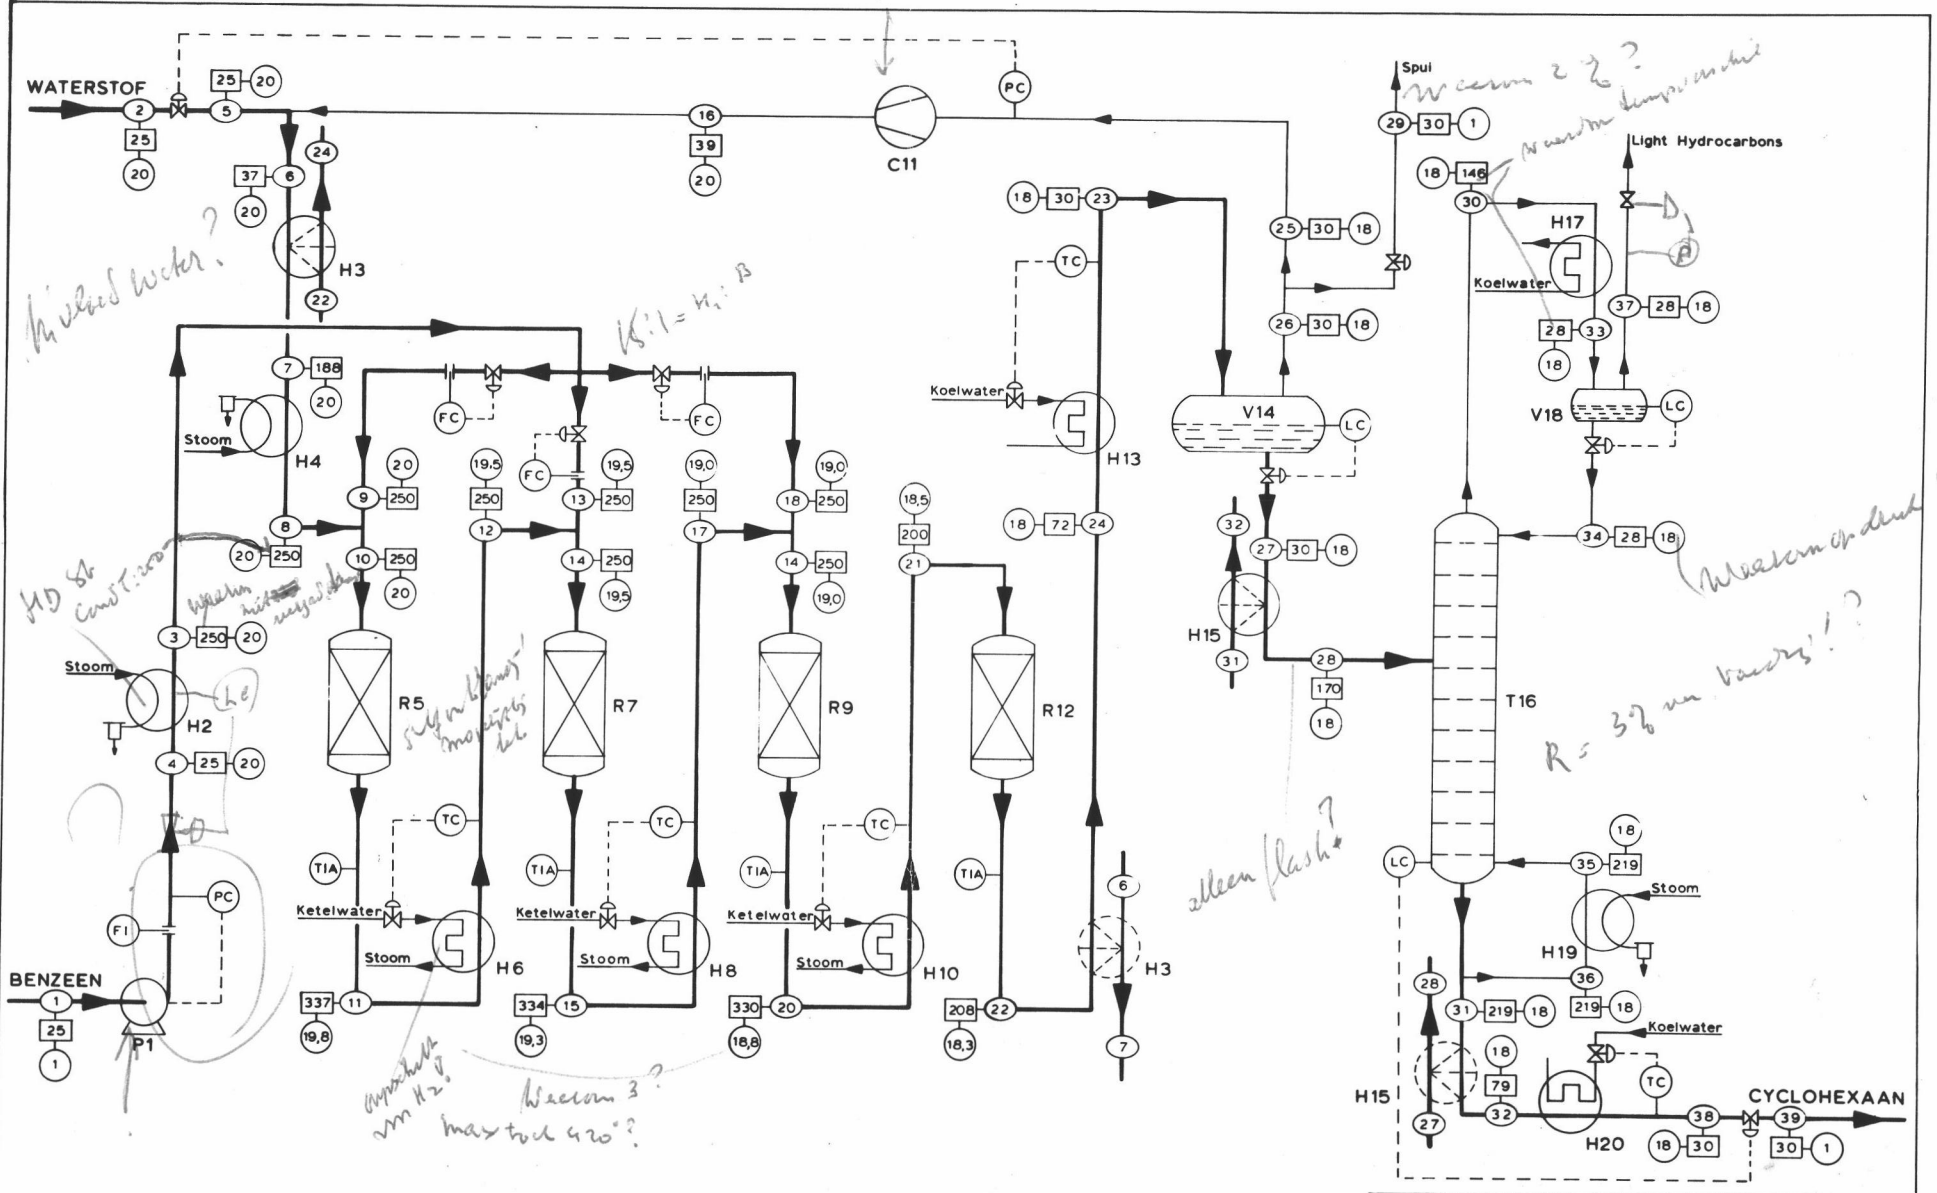 WATERSTOF
2
25
20
5
25
20
16
39
20
C11
PC
Spui
29
30
1
Waarom 2 % ?
Light Hydrocarbons
24
6
37
20
H3
22
7
188
20
Stoom
H4
8
250
20
FC
FC
FC
15:1 = H2:B
9
20
250
10
250
20
12
19,5
250
13
19,5
250
14
250
19,5
17
19,0
250
18
19,0
250
14
250
19,0
21
18,5
200
18
30
23
TC
Koelwater
H13
18
72
24
25
30
18
26
30
18
V14
LC
32
27
30
18
H15
31
28
170
18
18
146
30
H17
Koelwater
28
33
18
37
28
18
V18
LC
34
28
18
T16
R = 3% van
3
250
20
Stoom
H2
4
25
20
R5
R7
R9
R12
alleen flash?
TC
TC
TC
TIA
TIA
TIA
TIA
Ketelwater
Stoom
H6
Ketelwater
Stoom
H8
Ketelwater
Stoom
H10
6
H3
7
FI
PC
BENZEEN
1
25
1
P1
337
11
19,8
334
15
19,3
330
20
18,8
208
22
18,3
Waarom 3 ?
max toch 420° ?
LC
35
18
219
Stoom
H19
36
219
18
28
31
219
18
H15
27
18
79
32
Koelwater
TC
H20
38
18
30
CYCLOHEXAAN
39
30
1